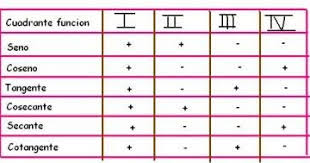 Cuadrante funcion I II III IV
Seno + + - -
Coseno + - - +
Tangente + - + -
Cosecante + + - -
Secante + - - +
Cotangente + - + -